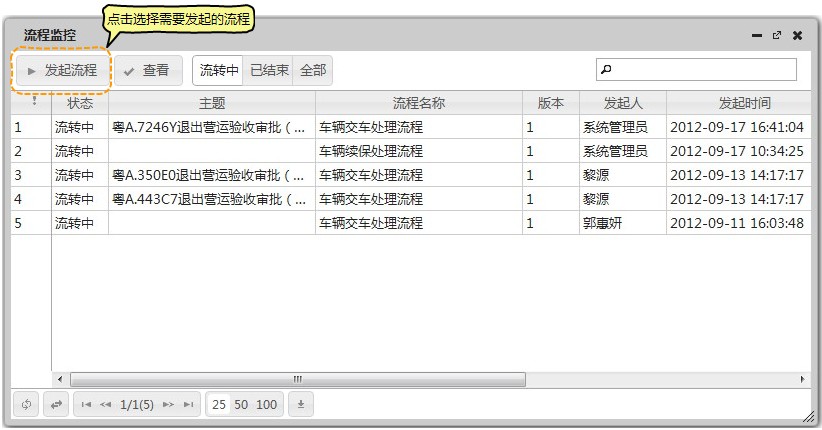 点击选择需要发起的流程
流程监控
发起流程 查看 流转中 已结束 全部
! 状态 主题 流程名称 版本 发起人 发起时间
1 流转中 粤A.7246Y退出营运验收审批（... 车辆交车处理流程 1 系统管理员 2012-09-17 16:41:04
2 流转中 车辆续保处理流程 1 系统管理员 2012-09-17 10:34:25
3 流转中 粤A.350E0退出营运验收审批（... 车辆交车处理流程 1 黎源 2012-09-13 14:17:17
4 流转中 粤A.443C7退出营运验收审批（... 车辆交车处理流程 1 黎源 2012-09-13 14:17:17
5 流转中 车辆交车处理流程 1 郭惠妍 2012-09-11 16:03:48
1/1(5) 25 50 100